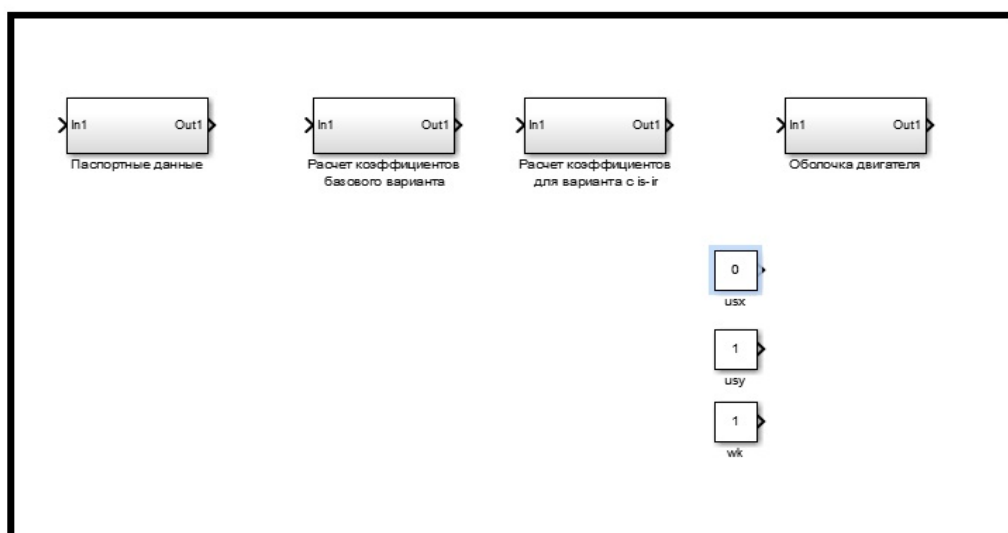 In1 Out1 In1 Out1 In1 Out1 In1 Out1
Паспортные данные
Расчет коэффициентов
базового варианта
Расчет коэффициентов
для варианта с is-ir
Оболочка двигателя
0
usx
1
usy
1
wk